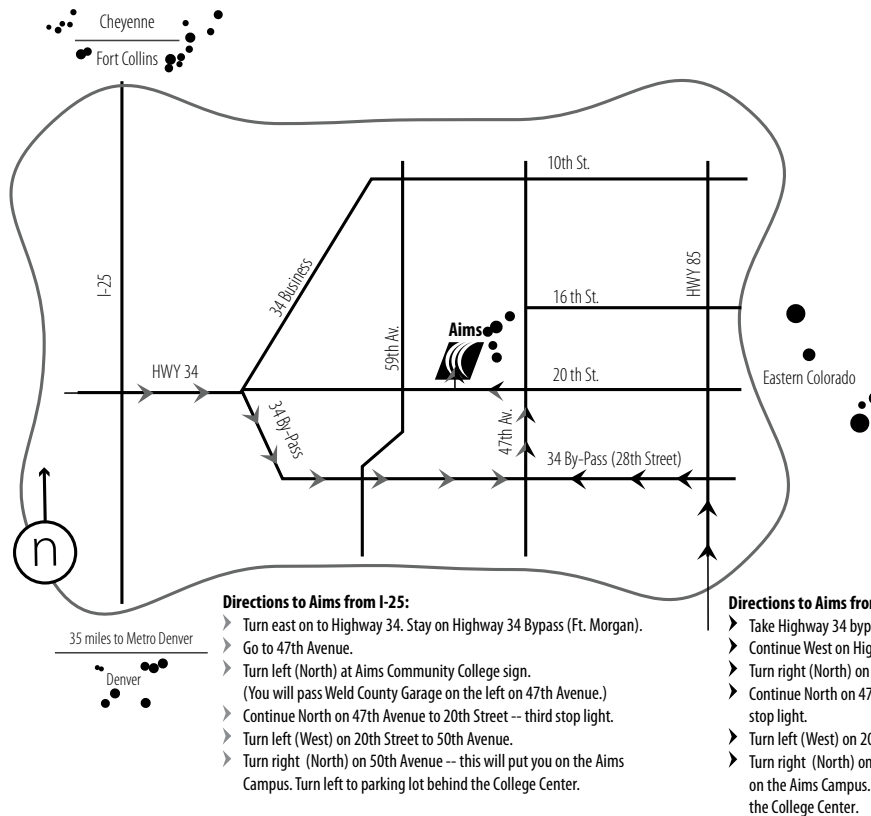 Cheyenne
Fort Collins
10th St.
I-25
34 Business
HWY 85
16 th St.
Aims
59th Av.
HWY 34
20 th St.
Eastern Colorado
34 By-Pass
47th Av.
34 By-Pass (28th Street)
n
35 miles to Metro Denver
Denver
Directions to Aims from I-25:
Turn east on to Highway 34. Stay on Highway 34 Bypass (Ft. Morgan).
Go to 47th Avenue.
Turn left (North) at Aims Community College sign.
(You will pass Weld County Garage on the left on 47th Avenue.)
Continue North on 47th Avenue to 20th Street -- third stop light.
Turn left (West) on 20th Street to 50th Avenue.
Turn right (North) on 50th Avenue -- this will put you on the Aims
Campus. Turn left to parking lot behind the College Center.
Directions to Aims
Take Highway 34
Continue West on
Turn right (North) on
Continue North on
stop light.
Turn left (West) on
Turn right (North) on
on the Aims Campus.
the College Center.